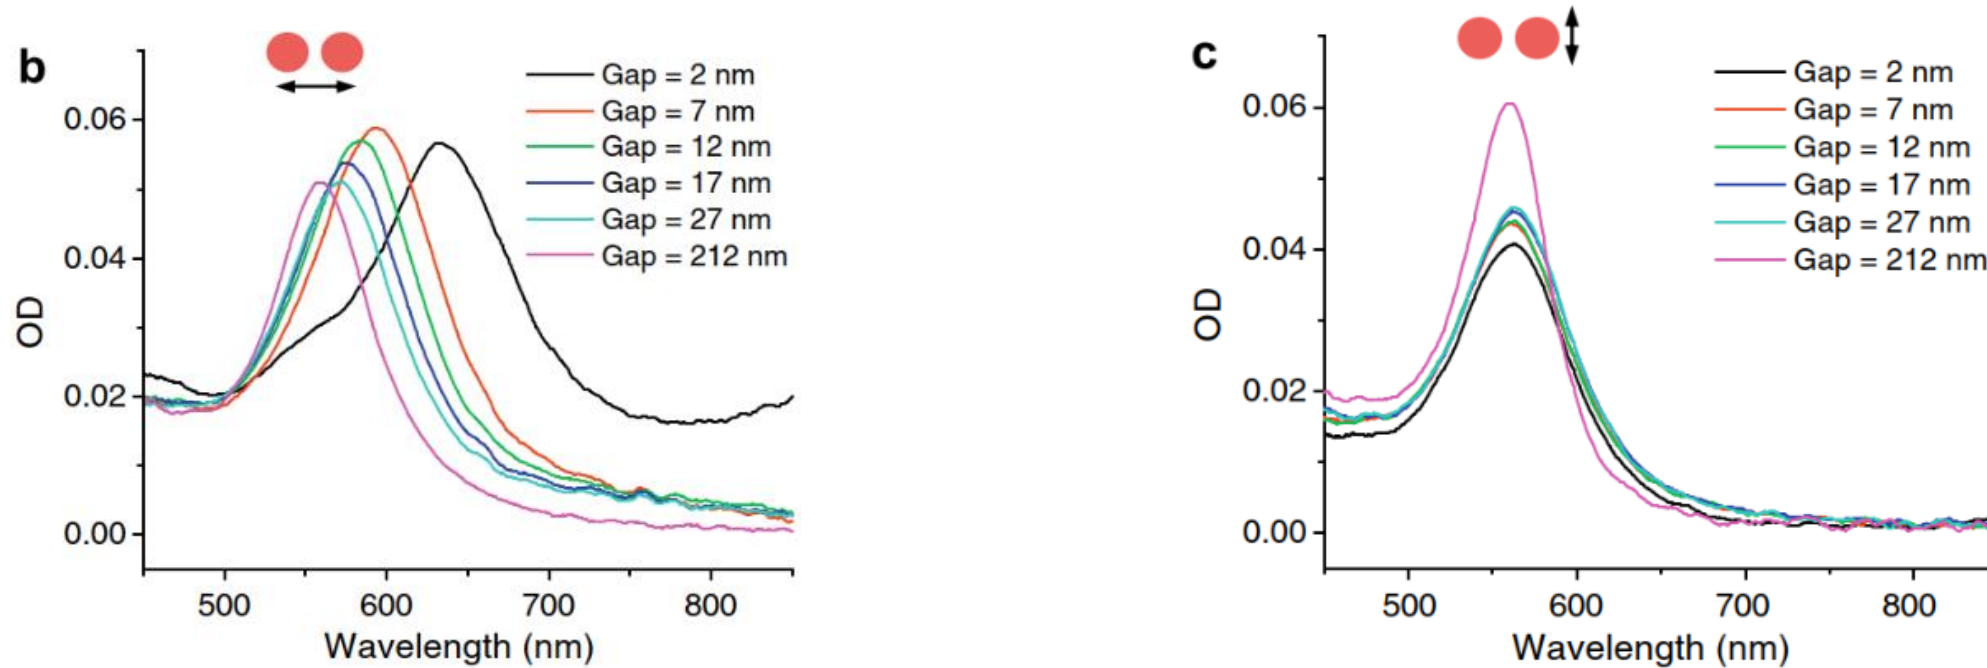 b
Gap = 2 nm
Gap = 7 nm
Gap = 12 nm
Gap = 17 nm
Gap = 27 nm
Gap = 212 nm
0.06
0.04
0.02
0.00
OD
500 600 700 800
Wavelength (nm)
c
Gap = 2 nm
Gap = 7 nm
Gap = 12 nm
Gap = 17 nm
Gap = 27 nm
Gap = 212 nm
0.06
0.04
0.02
0.00
OD
500 600 700 800
Wavelength (nm)